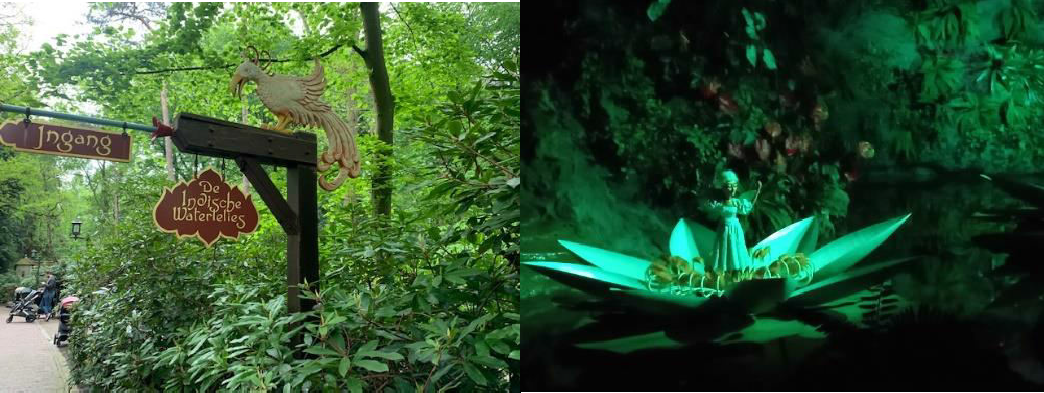 Ingang
De
Indische
Waterlelies